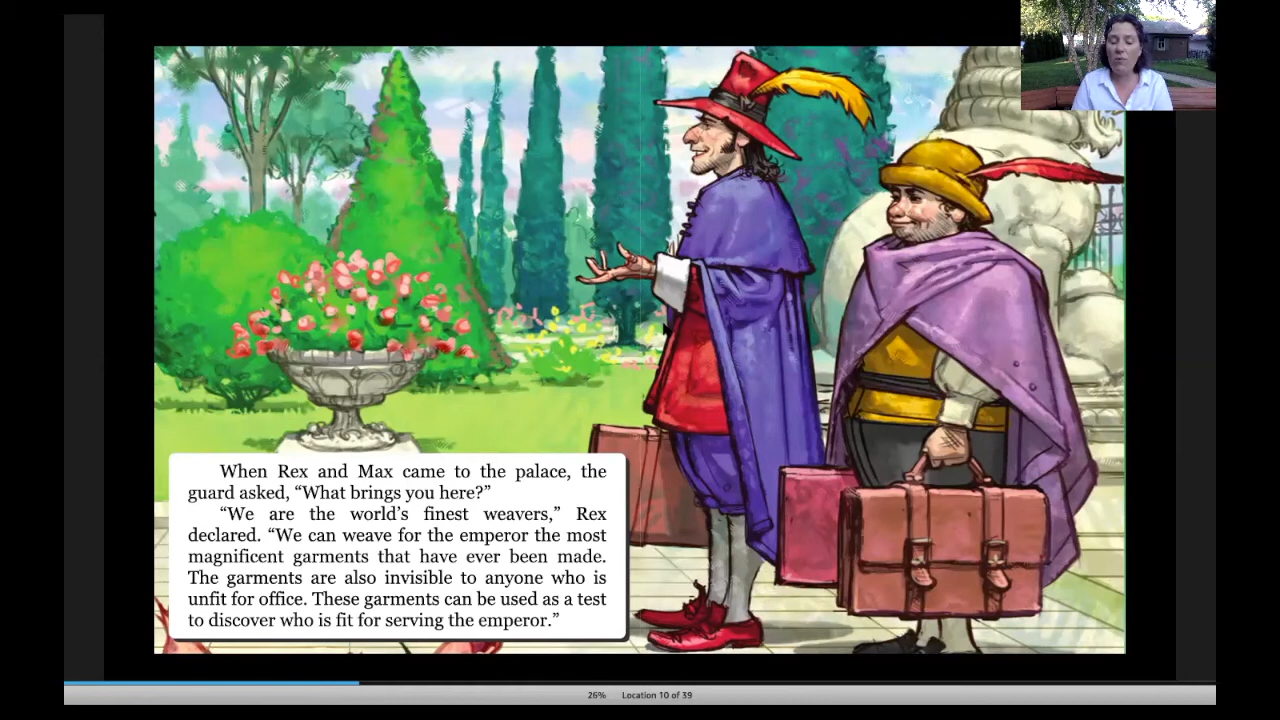 When Rex and Max came to the palace, the
guard asked, “What brings you here?”
“We are the world’s finest weavers,” Rex
declared. “We can weave for the emperor the most
magnificent garments that have ever been made.
The garments are also invisible to anyone who is
unfit for office. These garments can be used as a test
to discover who is fit for serving the emperor.”
26% Location 10 of 39